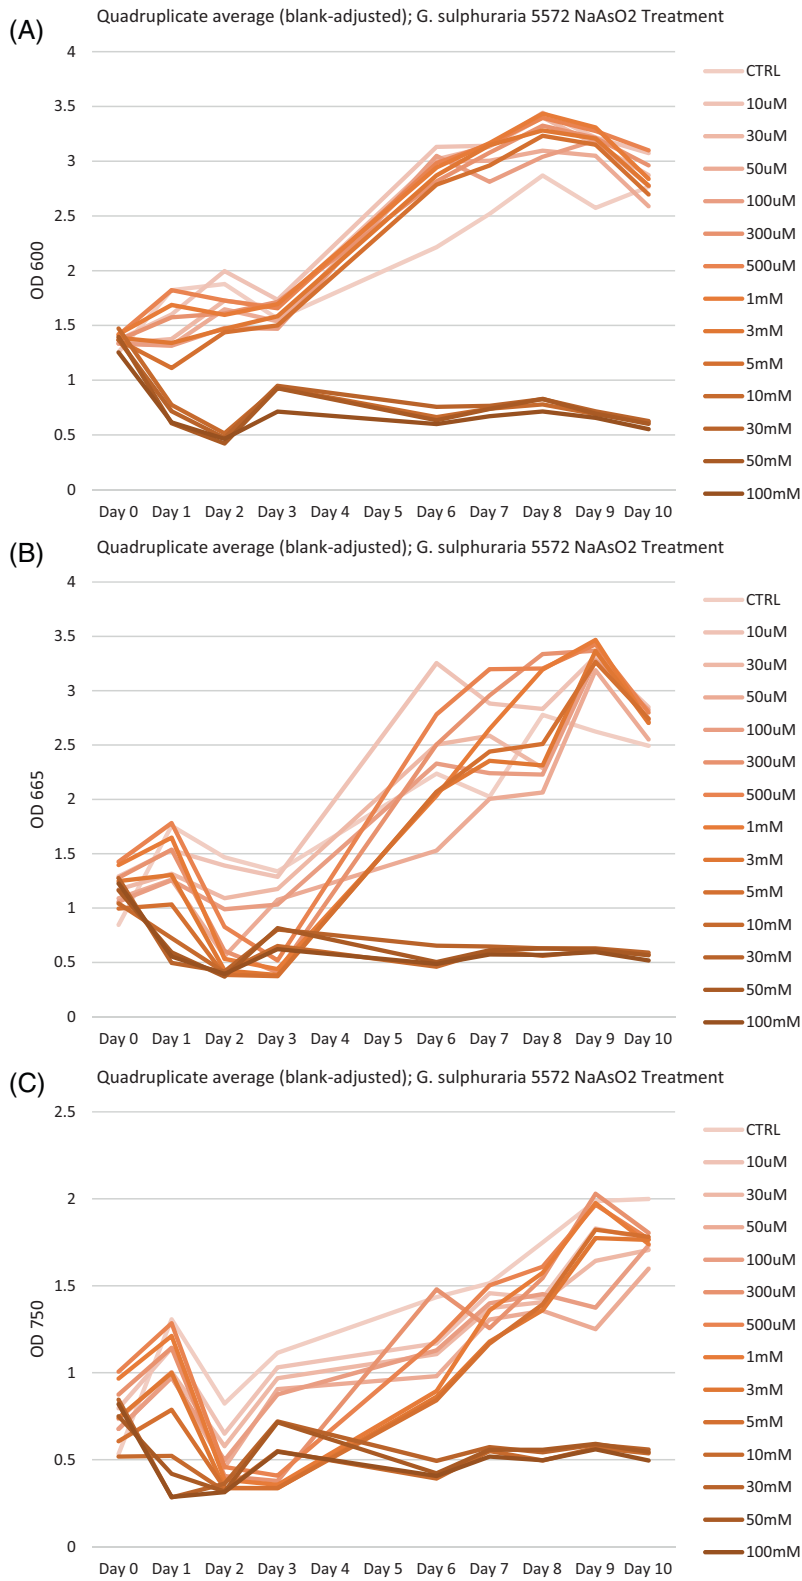 (A)
Quadruplicate average (blank-adjusted); G. sulphuraria 5572 NaAsO2 Treatment
4
3.5
3
2.5
2
1.5
1
0.5
0
OD 600
Day 0 Day 1 Day 2 Day 3 Day 4 Day 5 Day 6 Day 7 Day 8 Day 9 Day 10
CTRL
10uM
30uM
50uM
100uM
300uM
500uM
1mM
3mM
5mM
10mM
30mM
50mM
100mM
(B)
Quadruplicate average (blank-adjusted); G. sulphuraria 5572 NaAsO2 Treatment
4
3.5
3
2.5
2
1.5
1
0.5
0
OD 665
Day 0 Day 1 Day 2 Day 3 Day 4 Day 5 Day 6 Day 7 Day 8 Day 9 Day 10
CTRL
10uM
30uM
50uM
100uM
300uM
500uM
1mM
3mM
5mM
10mM
30mM
50mM
100mM
(C)
Quadruplicate average (blank-adjusted); G. sulphuraria 5572 NaAsO2 Treatment
2.5
2
1.5
1
0.5
0
OD 750
Day 0 Day 1 Day 2 Day 3 Day 4 Day 5 Day 6 Day 7 Day 8 Day 9 Day 10
CTRL
10uM
30uM
50uM
100uM
300uM
500uM
1mM
3mM
5mM
10mM
30mM
50mM
100mM